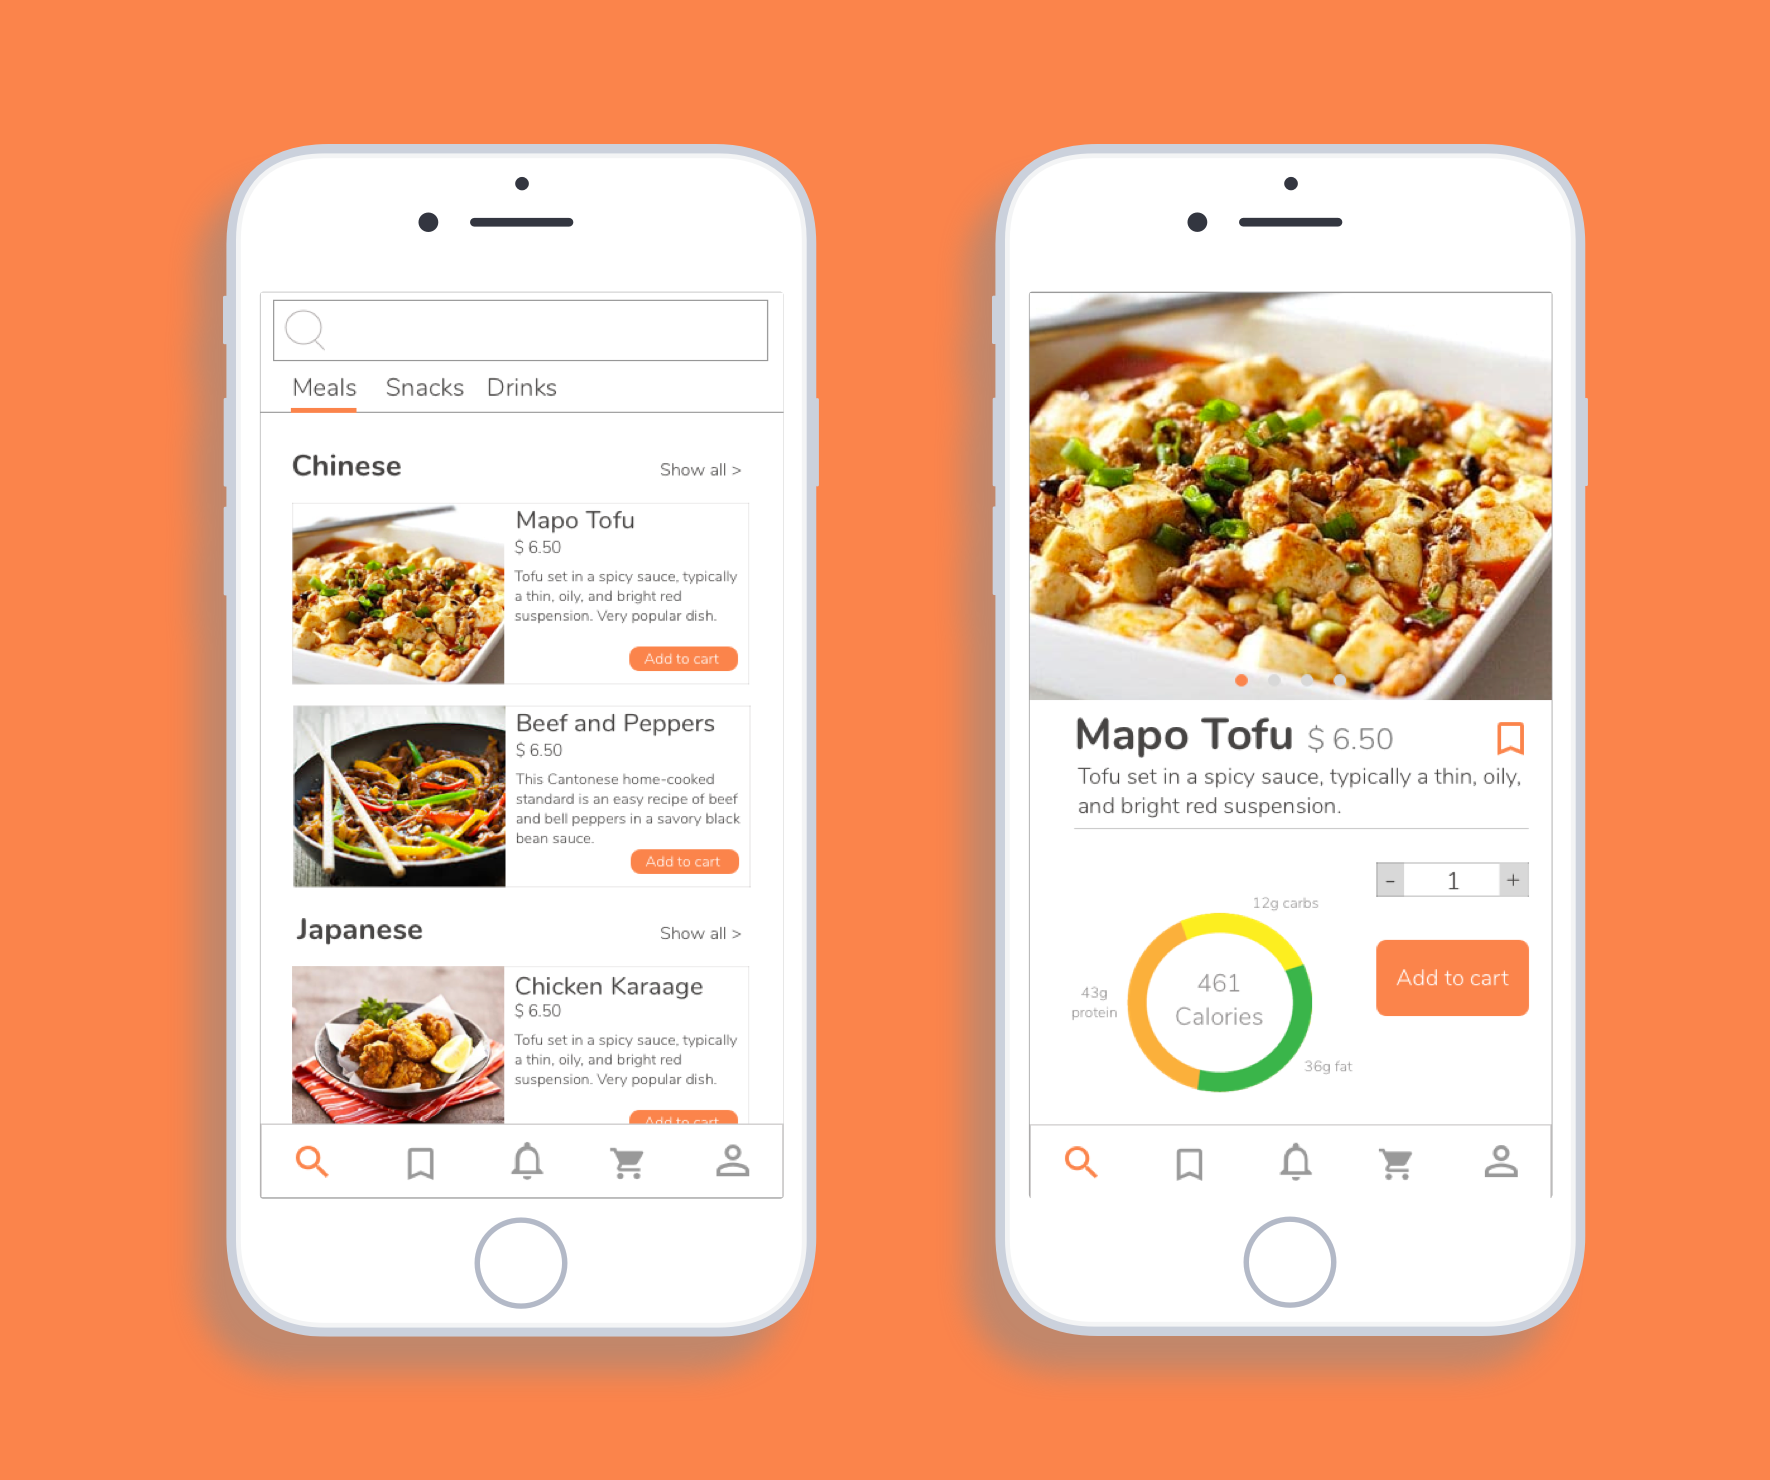 Meals Snacks Drinks
Chinese
Show all >
Mapo Tofu
$ 6.50
Tofu set in a spicy sauce, typically
a thin, oily, and bright red
suspension. Very popular dish.
Add to cart
Beef and Peppers
$ 6.50
This Cantonese home-cooked
standard is an easy recipe of beef
and bell peppers in a savory black
bean sauce.
Add to cart
Japanese
Show all >
Chicken Karaage
$ 6.50
Tofu set in a spicy sauce, typically
a thin, oily, and bright red
suspension. Very popular dish.
Add to cart
Mapo Tofu $ 6.50
Tofu set in a spicy sauce, typically a thin, oily,
and bright red suspension.
- 1 +
12g carbs
461
Calories
43g
protein
36g fat
Add to cart